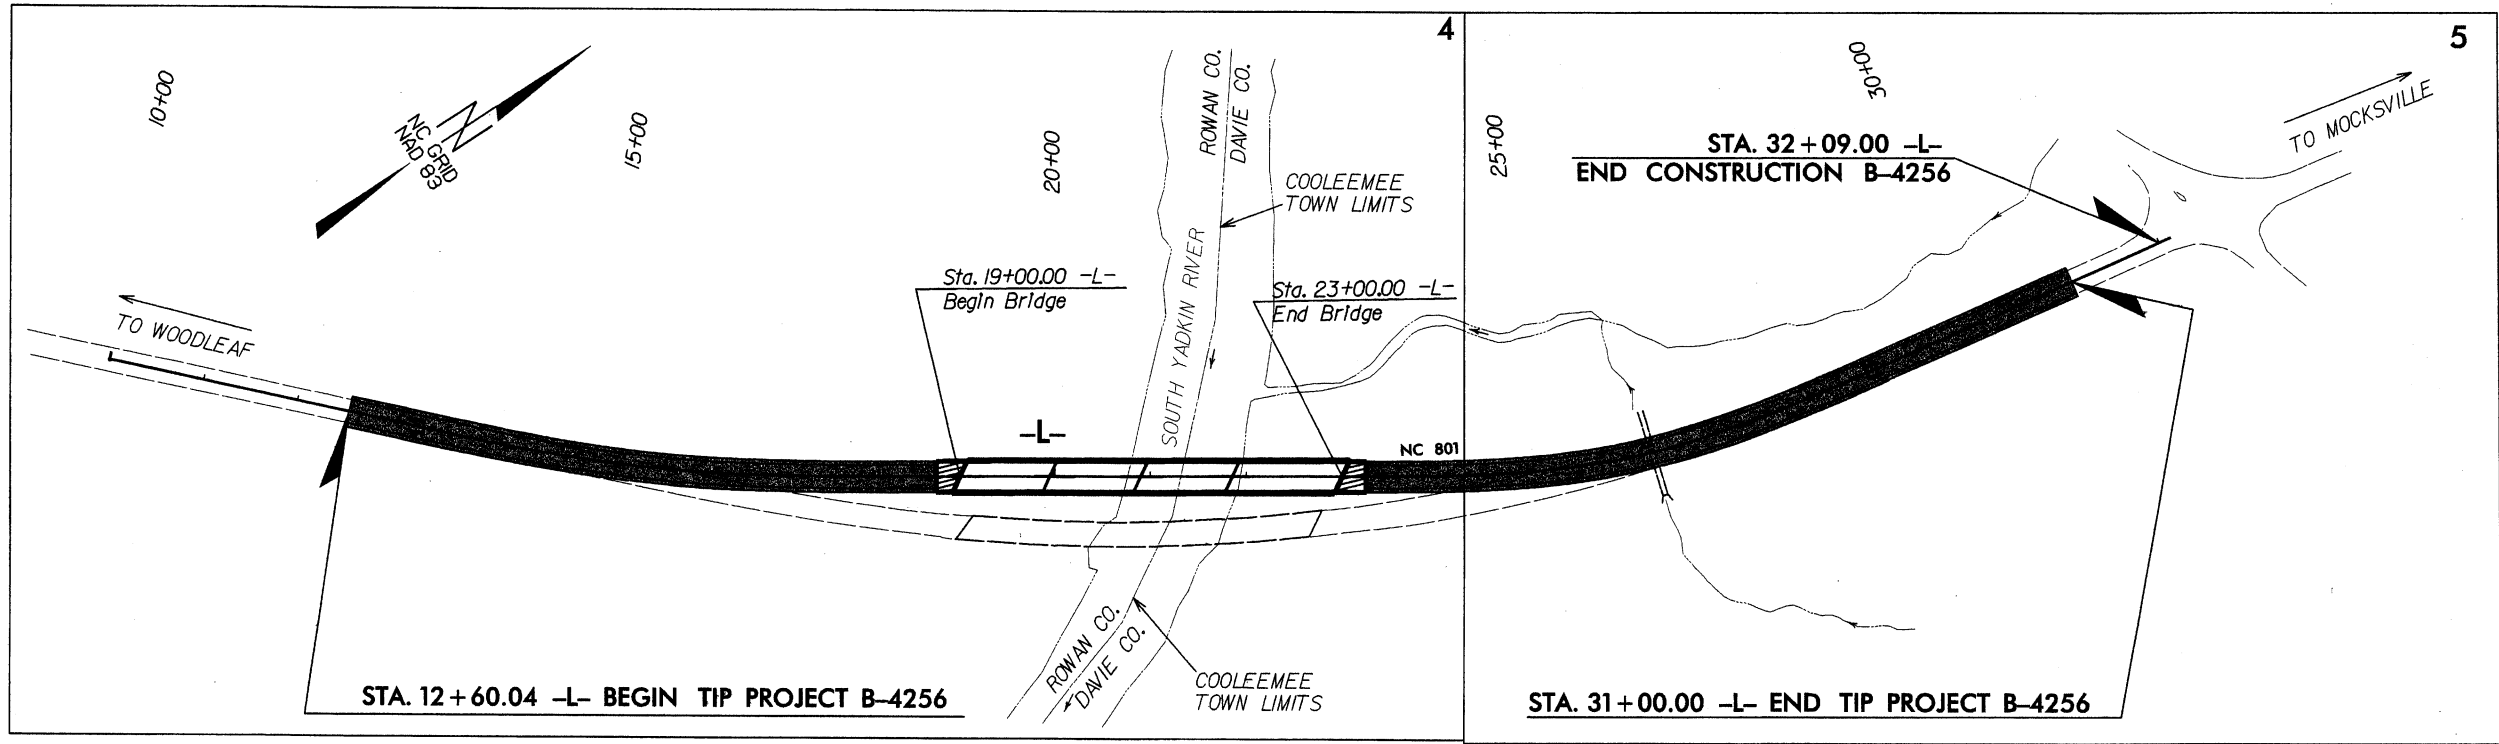 4
5
10+00
15+00
20+00
25+00
30+00
NC GRID
NAD 83
N
ROWAN CO.
DAVIE CO.
COOLEEMEE
TOWN LIMITS
STA. 32+09.00 -L-
END CONSTRUCTION B-4256
TO MOCKSVILLE
Sta. 19+00.00 -L-
Begin Bridge
SOUTH YADKIN RIVER
Sta. 23+00.00 -L-
End Bridge
TO WOODLEAF
-L-
NC 801
ROWAN CO.
DAVIE CO.
COOLEEMEE
TOWN LIMITS
STA. 12+60.04 -L- BEGIN TIP PROJECT B-4256
STA. 31+00.00 -L- END TIP PROJECT B-4256